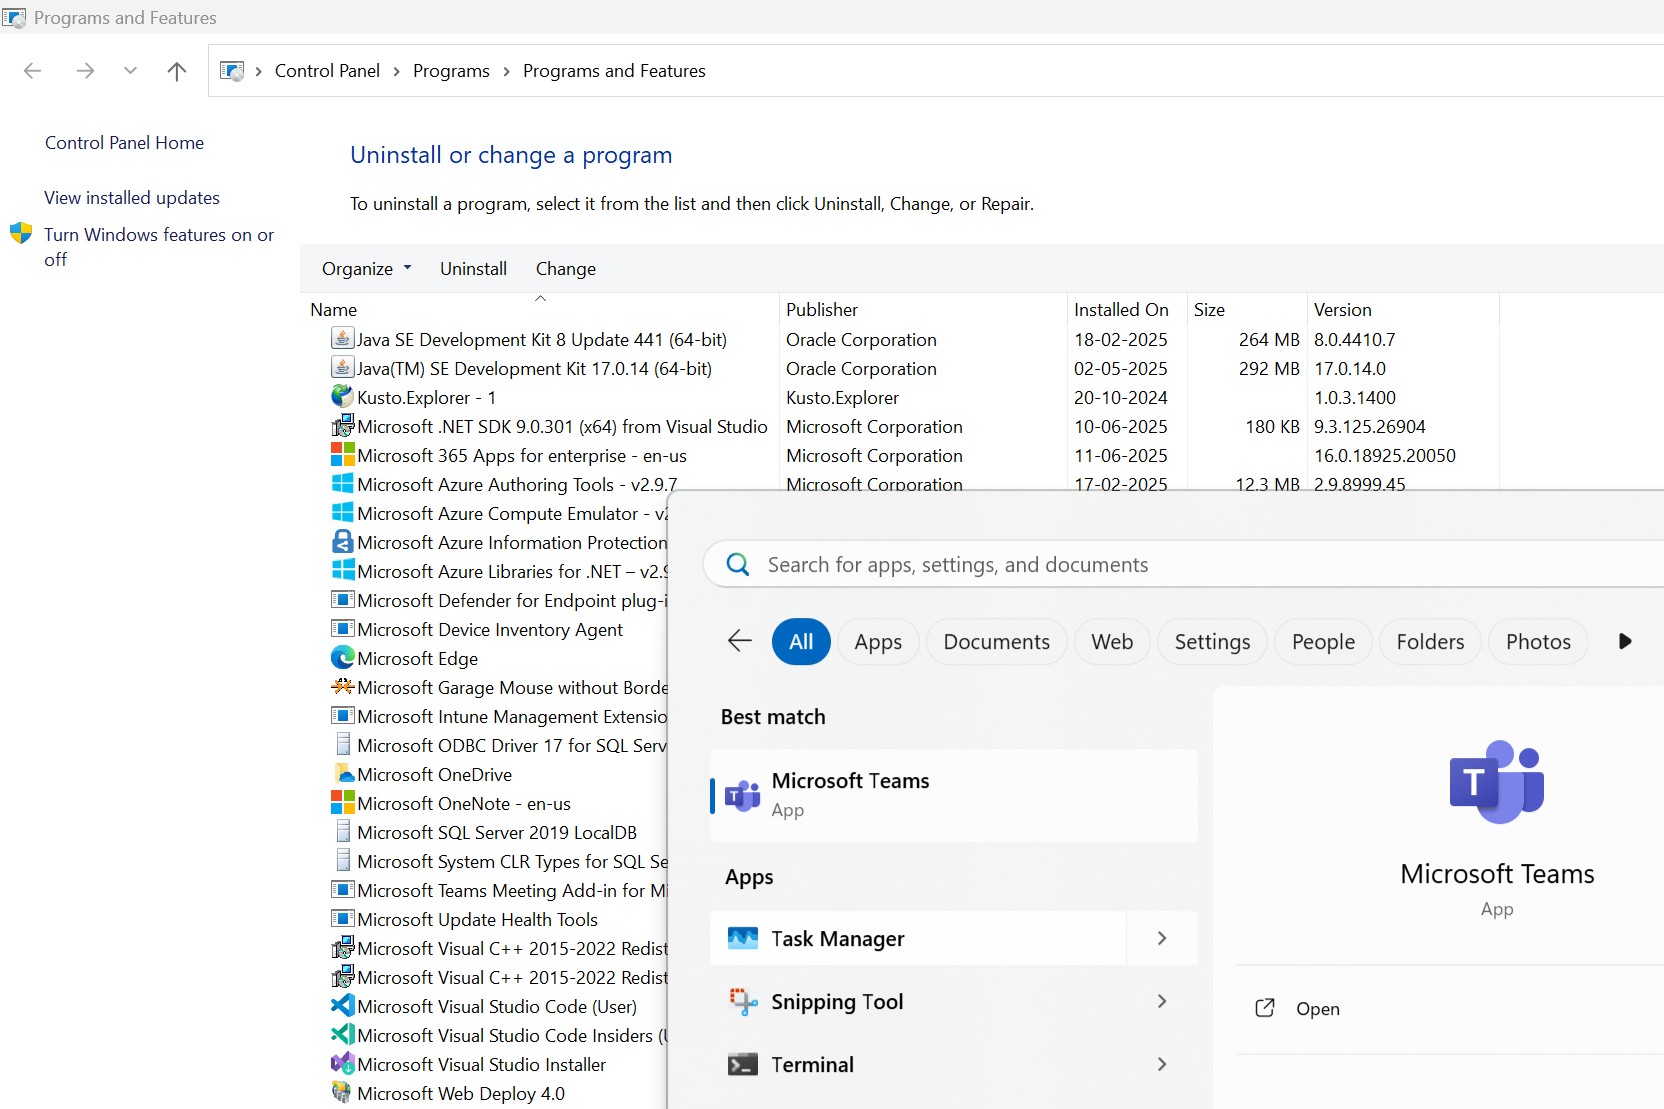 Programs and Features
Control Panel > Programs > Programs and Features
Control Panel Home
View installed updates
Turn Windows features on or
off
Uninstall or change a program
To uninstall a program, select it from the list and then click Uninstall, Change, or Repair.
Organize Uninstall Change
Name Publisher Installed On Size Version
Java SE Development Kit 8 Update 441 (64-bit) Oracle Corporation 18-02-2025 264 MB 8.0.4410.7
Java(TM) SE Development Kit 17.0.14 (64-bit) Oracle Corporation 02-05-2025 292 MB 17.0.14.0
Kusto.Explorer - 1 Kusto.Explorer 20-10-2024 1.0.3.1400
Microsoft .NET SDK 9.0.301 (x64) from Visual Studio Microsoft Corporation 10-06-2025 180 KB 9.3.125.26904
Microsoft 365 Apps for enterprise - en-us Microsoft Corporation 11-06-2025 16.0.18925.20050
Microsoft Azure Authoring Tools - v2.9.7 Microsoft Corporation 17-02-2025 12.3 MB 2.9.8999.45
Microsoft Azure Compute Emulator - v2
Microsoft Azure Information Protection
Microsoft Azure Libraries for .NET – v2.9
Microsoft Defender for Endpoint plug-i
Microsoft Device Inventory Agent
Microsoft Edge
Microsoft Garage Mouse without Borde
Microsoft Intune Management Extensio
Microsoft ODBC Driver 17 for SQL Serv
Microsoft OneDrive
Microsoft OneNote - en-us
Microsoft SQL Server 2019 LocalDB
Microsoft System CLR Types for SQL Se
Microsoft Teams Meeting Add-in for Mi
Microsoft Update Health Tools
Microsoft Visual C++ 2015-2022 Redist
Microsoft Visual C++ 2015-2022 Redist
Microsoft Visual Studio Code (User)
Microsoft Visual Studio Code Insiders (U
Microsoft Visual Studio Installer
Microsoft Web Deploy 4.0
Search for apps, settings, and documents
All Apps Documents Web Settings People Folders Photos
Best match
Microsoft Teams
App
Apps
Task Manager
Snipping Tool
Terminal
T
Microsoft Teams
App
Open